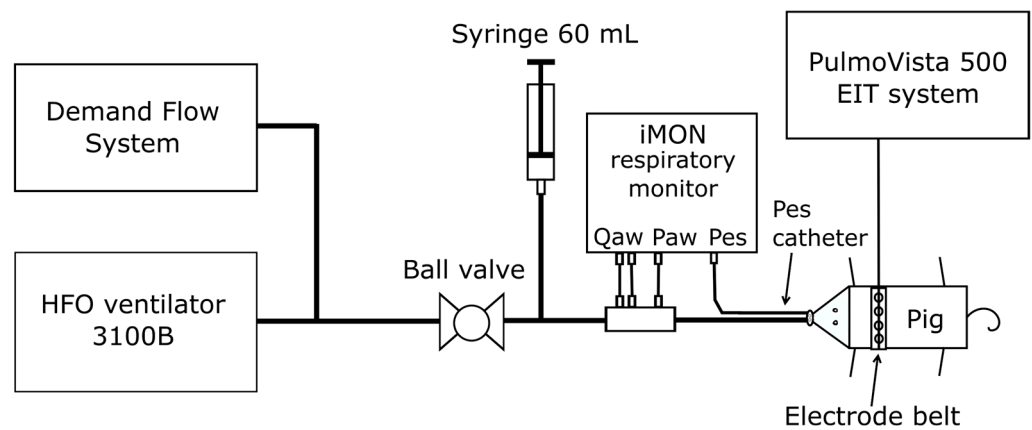 Syringe 60 mL
PulmoVista 500
EIT system
Demand Flow
System
iMON
respiratory
monitor
Qaw Paw Pes
Pes
catheter
Ball valve
HFO ventilator
3100B
Pig
Electrode belt